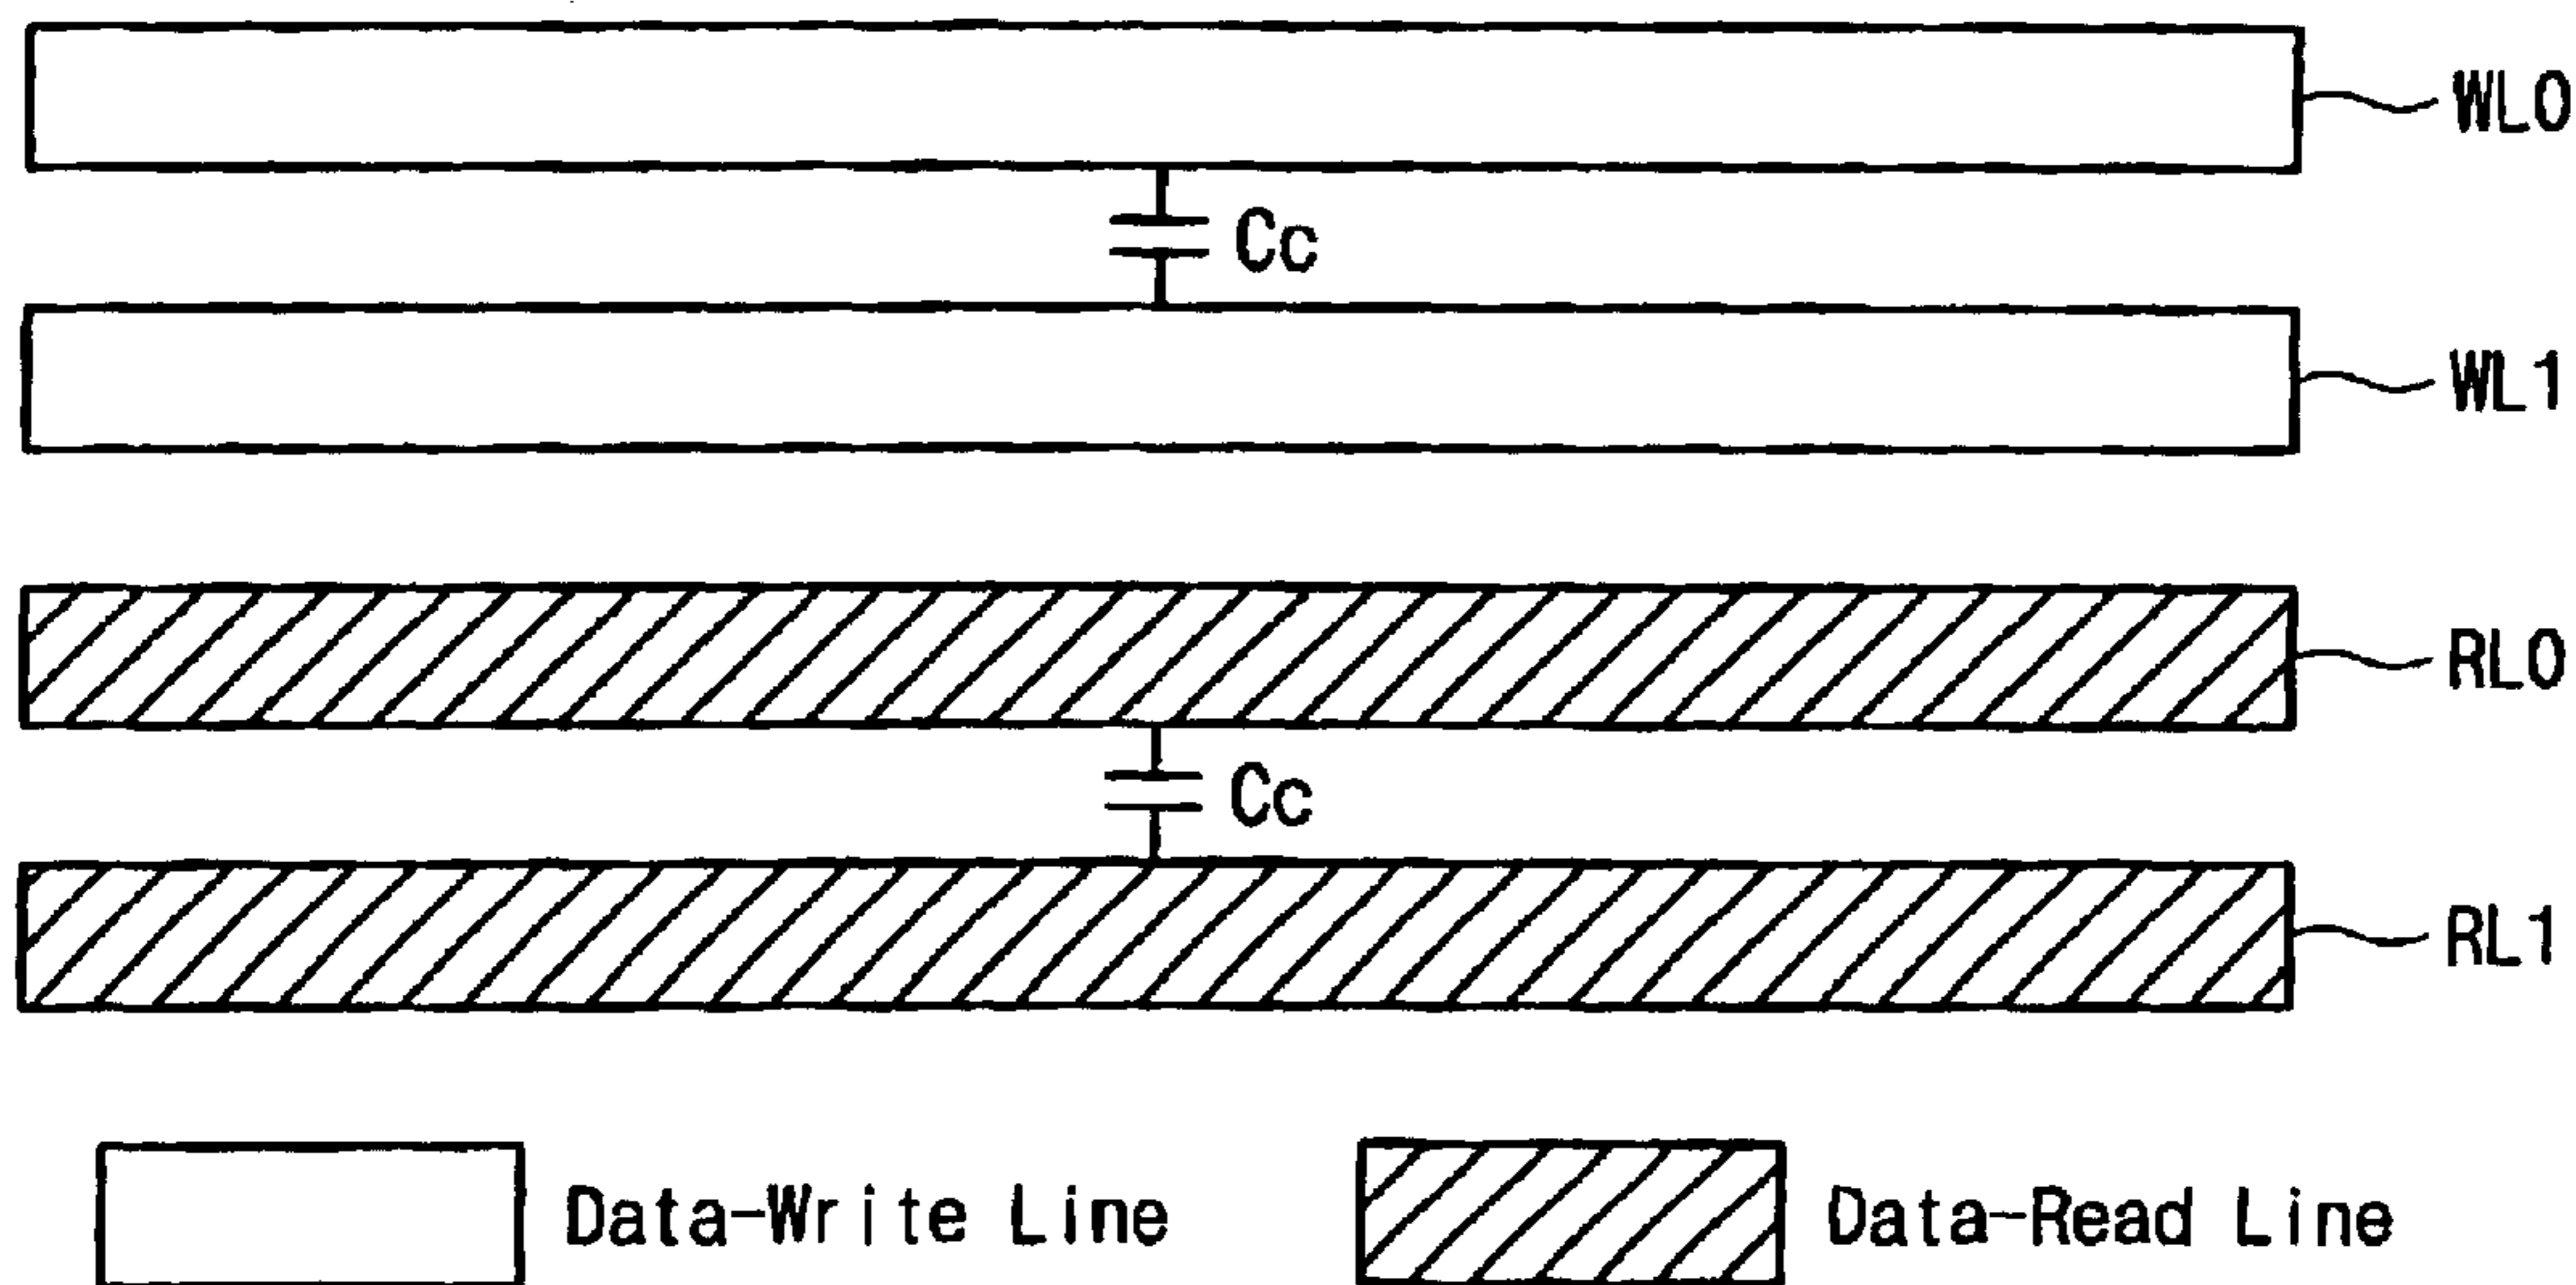 WL0
Cc
WL1
RL0
Cc
RL1
Data-Write Line
Data-Read Line